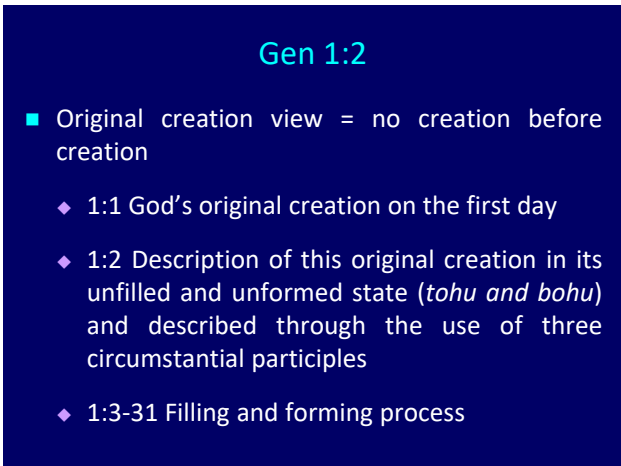 Gen 1:2
Original creation view = no creation before
creation
1:1 God’s original creation on the first day
1:2 Description of this original creation in its
unfilled and unformed state (tohu and bohu)
and described through the use of three
circumstantial participles
1:3-31 Filling and forming process